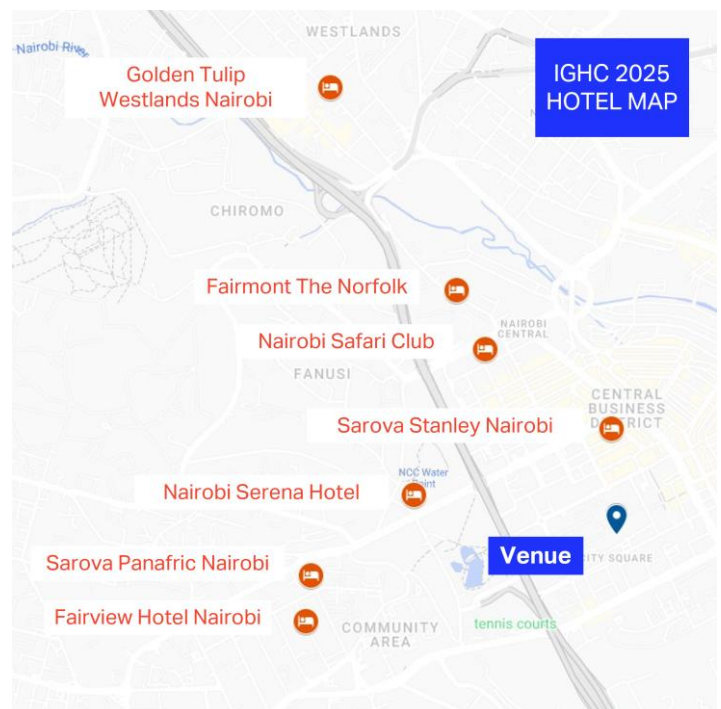 WESTLANDS
Nairobi River
Golden Tulip
Westlands Nairobi
IGHC 2025
HOTEL MAP
CHIROMO
Fairmont The Norfolk
NAIROBI
CENTRAL
Nairobi Safari Club
FANUSI
CENTRAL
BUSINESS
Sarova Stanley Nairobi
NCC Water
Nairobi Serena Hotel
Venue
CITY SQUARE
Sarova Panafric Nairobi
Fairview Hotel Nairobi
COMMUNITY
AREA
tennis courts